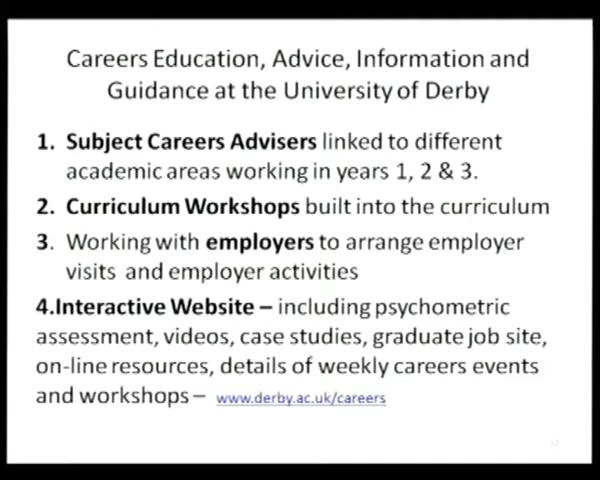 Careers Education, Advice, Information and
Guidance at the University of Derby
1. Subject Careers Advisers linked to different
academic areas working in years 1, 2 & 3.
2. Curriculum Workshops built into the curriculum
3. Working with employers to arrange employer
visits and employer activities
4.Interactive Website – including psychometric
assessment, videos, case studies, graduate job site,
on-line resources, details of weekly careers events
and workshops – www.derby.ac.uk/careers